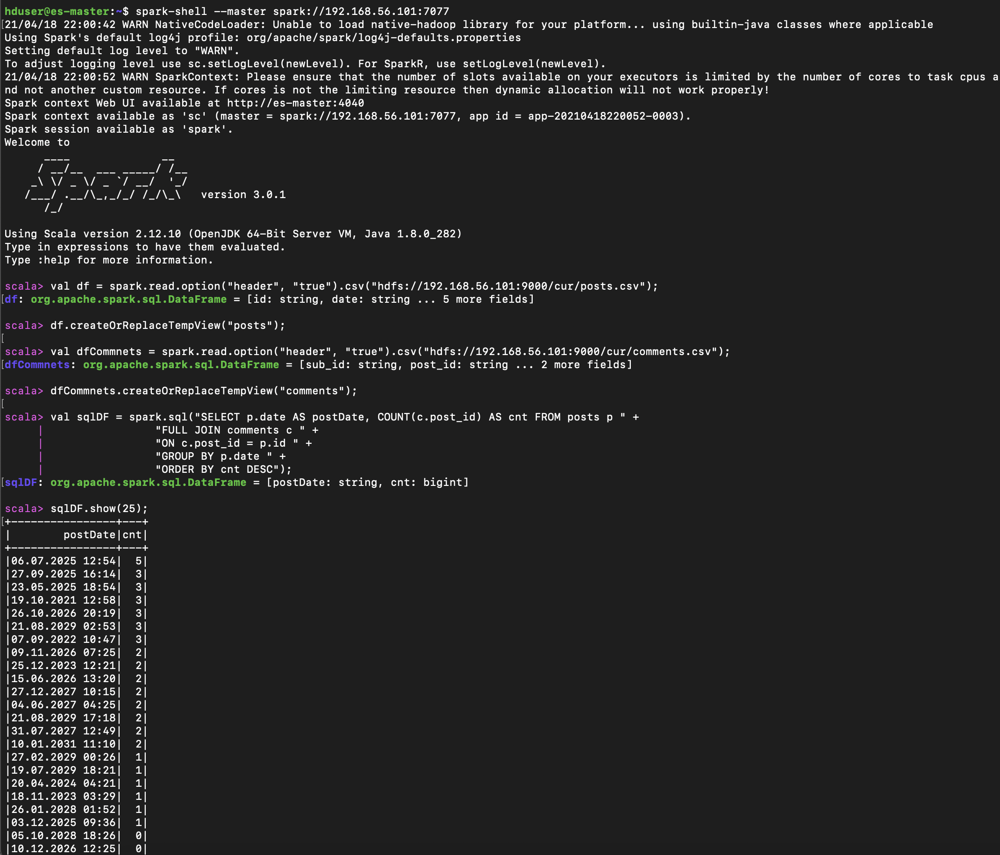 hduser@es-master:~$ spark-shell --master spark://192.168.56.101:7077
[21/04/18 22:00:42 WARN NativeCodeLoader: Unable to load native-hadoop library for your platform... using builtin-java classes where applicable
Using Spark's default log4j profile: org/apache/spark/log4j-defaults.properties
Setting default log level to "WARN".
To adjust logging level use sc.setLogLevel(newLevel). For SparkR, use setLogLevel(newLevel).
21/04/18 22:00:52 WARN SparkContext: Please ensure that the number of slots available on your executors is limited by the number of cores to task cpus a
nd not another custom resource. If cores is not the limiting resource then dynamic allocation will not work properly!
Spark context Web UI available at http://es-master:4040
Spark context available as 'sc' (master = spark://192.168.56.101:7077, app id = app-20210418220052-0003).
Spark session available as 'spark'.
Welcome to
      ____              __
     / __/__  ___ _____/ /__
    _\ \/ _ \/ _ `/ __/  '_/
   /___/ .__/\_,_/_/ /_/\_\   version 3.0.1
      /_/
Using Scala version 2.12.10 (OpenJDK 64-Bit Server VM, Java 1.8.0_282)
Type in expressions to have them evaluated.
Type :help for more information.
scala> val df = spark.read.option("header", "true").csv("hdfs://192.168.56.101:9000/cur/posts.csv");
[df: org.apache.spark.sql.DataFrame = [id: string, date: string ... 5 more fields]
scala> df.createOrReplaceTempView("posts");
[
scala> val dfCommnets = spark.read.option("header", "true").csv("hdfs://192.168.56.101:9000/cur/comments.csv");
[dfCommnets: org.apache.spark.sql.DataFrame = [sub_id: string, post_id: string ... 2 more fields]
scala> dfCommnets.createOrReplaceTempView("comments");
[
scala> val sqlDF = spark.sql("SELECT p.date AS postDate, COUNT(c.post_id) AS cnt FROM posts p " +
     |                 "FULL JOIN comments c " +
     |                 "ON c.post_id = p.id " +
     |                 "GROUP BY p.date " +
     |                 "ORDER BY cnt DESC");
[sqlDF: org.apache.spark.sql.DataFrame = [postDate: string, cnt: bigint]
scala> sqlDF.show(25);
[+----------------+---+
|        postDate|cnt|
+----------------+---+
|06.07.2025 12:54|  5|
|27.09.2025 16:14|  3|
|23.05.2025 18:54|  3|
|19.10.2021 12:58|  3|
|26.10.2026 20:19|  3|
|21.08.2029 02:53|  3|
|07.09.2022 10:47|  3|
|09.11.2026 07:25|  2|
|25.12.2023 12:21|  2|
|15.06.2026 13:20|  2|
|27.12.2027 10:15|  2|
|04.06.2027 04:25|  2|
|21.08.2029 17:18|  2|
|31.07.2027 12:49|  2|
|10.01.2031 11:10|  2|
|27.02.2029 00:26|  1|
|19.07.2029 18:21|  1|
|20.04.2024 04:21|  1|
|18.11.2023 03:29|  1|
|26.01.2028 01:52|  1|
|03.12.2025 09:36|  1|
|05.10.2028 18:26|  0|
|10.12.2026 12:25|  0|